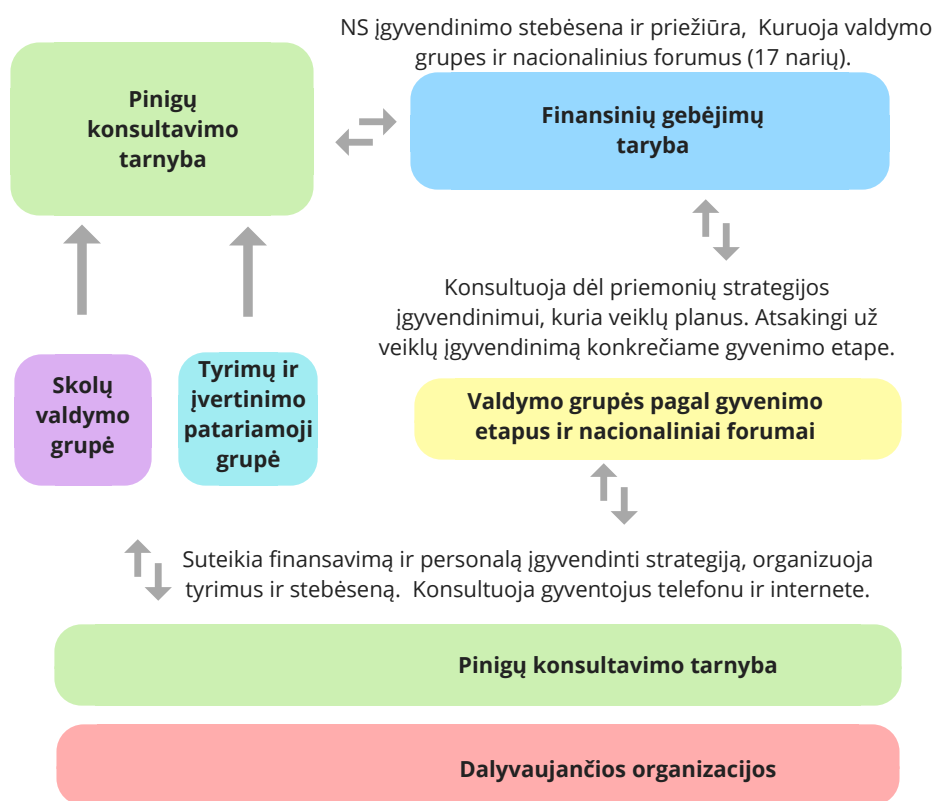 NS įgyvendinimo stebėsena ir priežiūra, Kuruoja valdymo
grupes ir nacionalinius forumus (17 narių).
Pinigų
konsultavimo
tarnyba
Finansinių gebėjimų
taryba
Konsultuoja dėl priemonių strategijos
įgyvendinimui, kuria veiklų planus. Atsakingi už
veiklų įgyvendinimą konkrečiame gyvenimo etape.
Skolų
valdymo
grupė
Tyrimų ir
įvertinimo
patariamoji
grupė
Valdymo grupės pagal gyvenimo
etapus ir nacionaliniai forumai
Suteikia finansavimą ir personalą įgyvendinti strategiją, organizuoja
tyrimus ir stebėseną. Konsultuoja gyventojus telefonu ir internete.
Pinigų konsultavimo tarnyba
Dalyvaujančios organizacijos